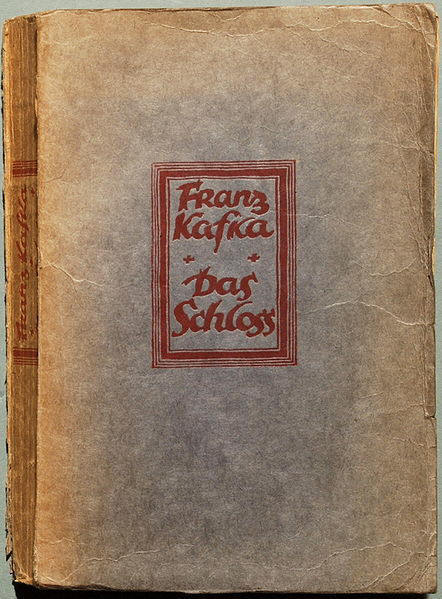 Franz
Kafka
+ +
Das
Schloss
Franz Kafka